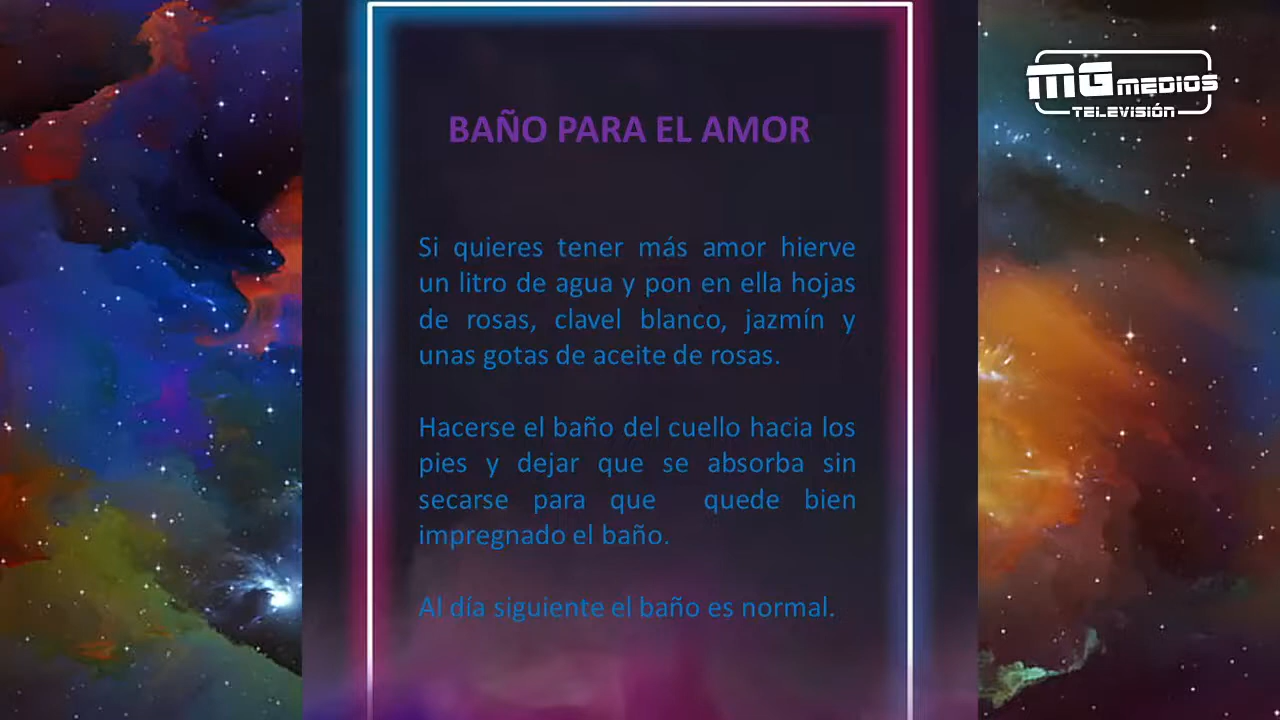 MG MEDIOS
TELEVISIÓN
BAÑO PARA EL AMOR
Si quieres tener más amor hierve
un litro de agua y pon en ella hojas
de rosas, clavel blanco, jazmín y
unas gotas de aceite de rosas.
Hacerse el baño del cuello hacia los
pies y dejar que se absorba sin
secarse para que quede bien
impregnado el baño.
Al día siguiente el baño es normal.